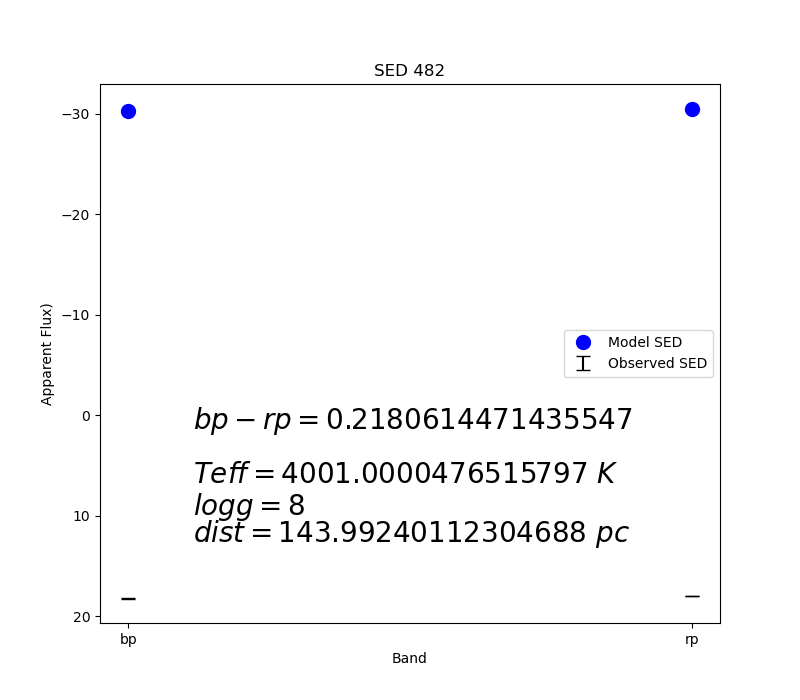 SED 482
−30
−20
−10
0
10
20
Apparent Flux)
Model SED
Observed SED
bp − rp = 0.2180614471435547
Teff = 4001.0000476515797 K
logg = 8
dist = 143.99240112304688 pc
bp
rp
Band